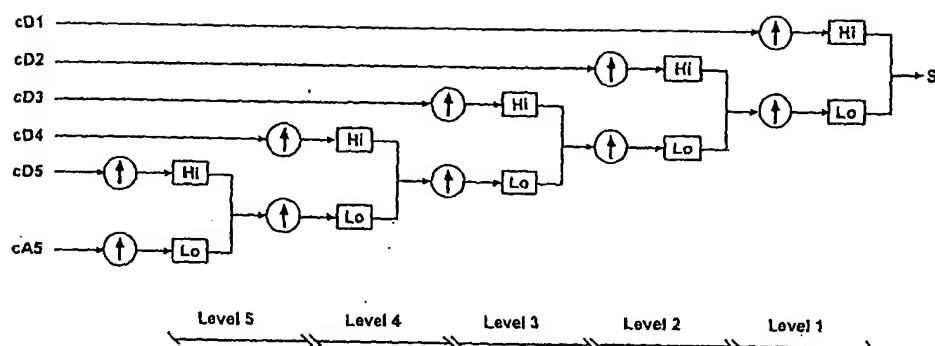 cD1 Hi
cD2 Hi S
cD3 Hi Lo
cD4 Hi Lo
cD5 Hi Lo
Lo
cA5 Lo
Level 5 Level 4 Level 3 Level 2 Level 1